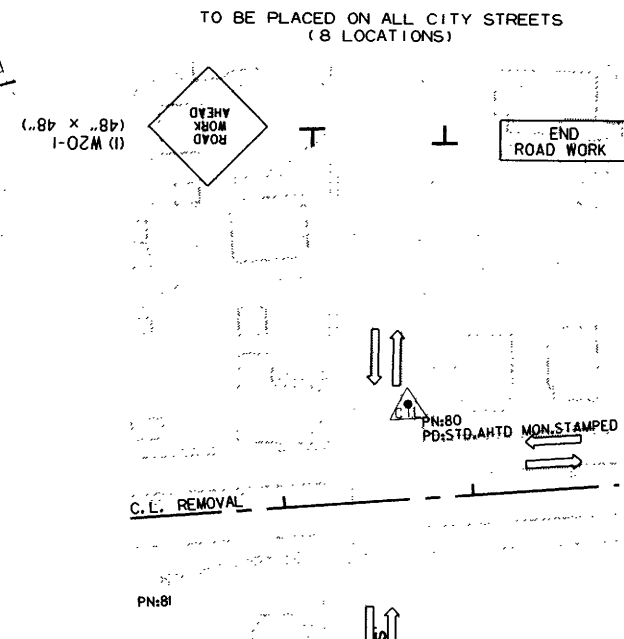 TO BE PLACED ON ALL CITY STREETS
(8 LOCATIONS)
ROAD
WORK
AHEAD
(1) W20-1
(48" x 48")
END
ROAD WORK
CTL
PN:80
PD:STD.AHTD MON.STAMPED
C.L. REMOVAL
PN:81